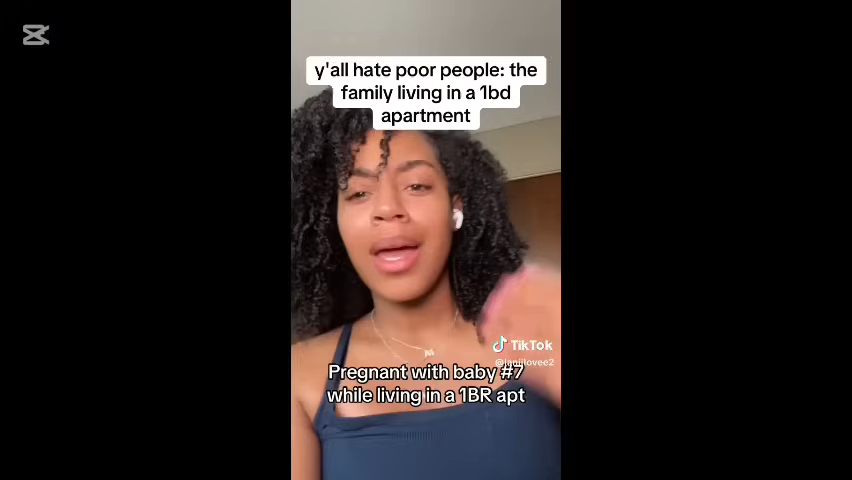 y'all hate poor people: the
family living in a 1bd
apartment
TikTok
@lanijlovee2
Pregnant with baby #7
while living in a 1BR apt
M